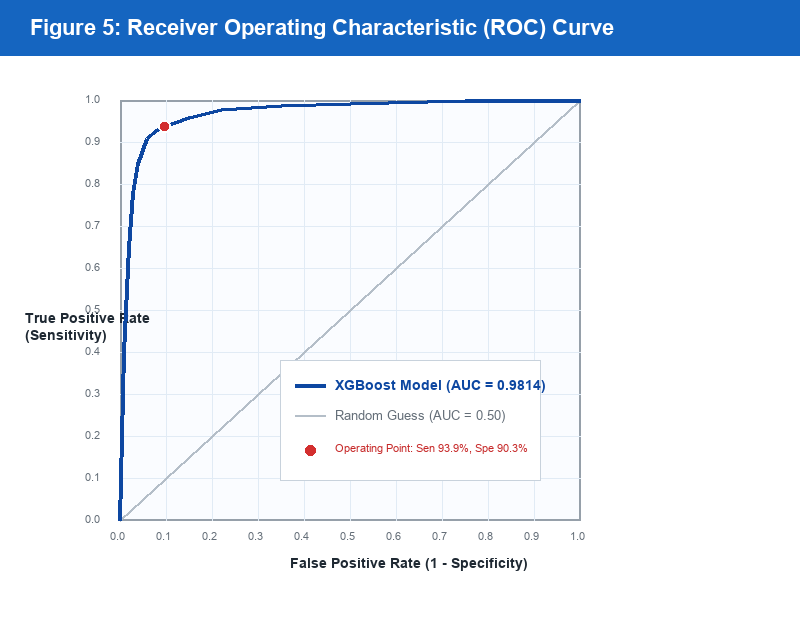 Figure 5: Receiver Operating Characteristic (ROC) Curve
1.0
0.9
0.8
0.7
0.6
0.5
True Positive Rate
(Sensitivity)
0.4
0.3
0.2
0.1
0.0
XGBoost Model (AUC = 0.9814)
Random Guess (AUC = 0.50)
Operating Point: Sen 93.9%, Spe 90.3%
0.0 0.1 0.2 0.3 0.4 0.5 0.6 0.7 0.8 0.9 1.0
False Positive Rate (1 - Specificity)